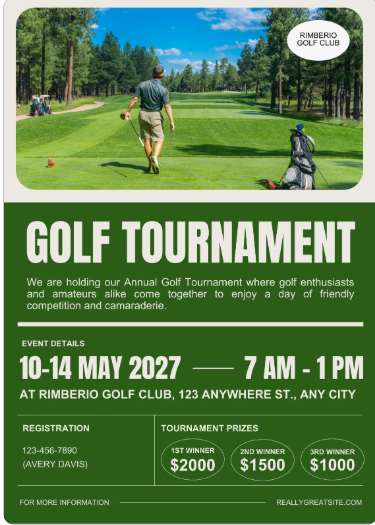 RIMBERIO
GOLF CLUB
GOLF TOURNAMENT
We are holding our Annual Golf Tournament where golf enthusiasts
and amateurs alike come together to enjoy a day of friendly
competition and camaraderie.
EVENT DETAILS
10-14 MAY 2027 —— 7 AM - 1 PM
AT RIMBERIO GOLF CLUB, 123 ANYWHERE ST., ANY CITY
REGISTRATION
123-456-7890
(AVERY DAVIS)
TOURNAMENT PRIZES
1ST WINNER
$2000
2ND WINNER
$1500
3RD WINNER
$1000
FOR MORE INFORMATION
REALLYGREATSITE.COM